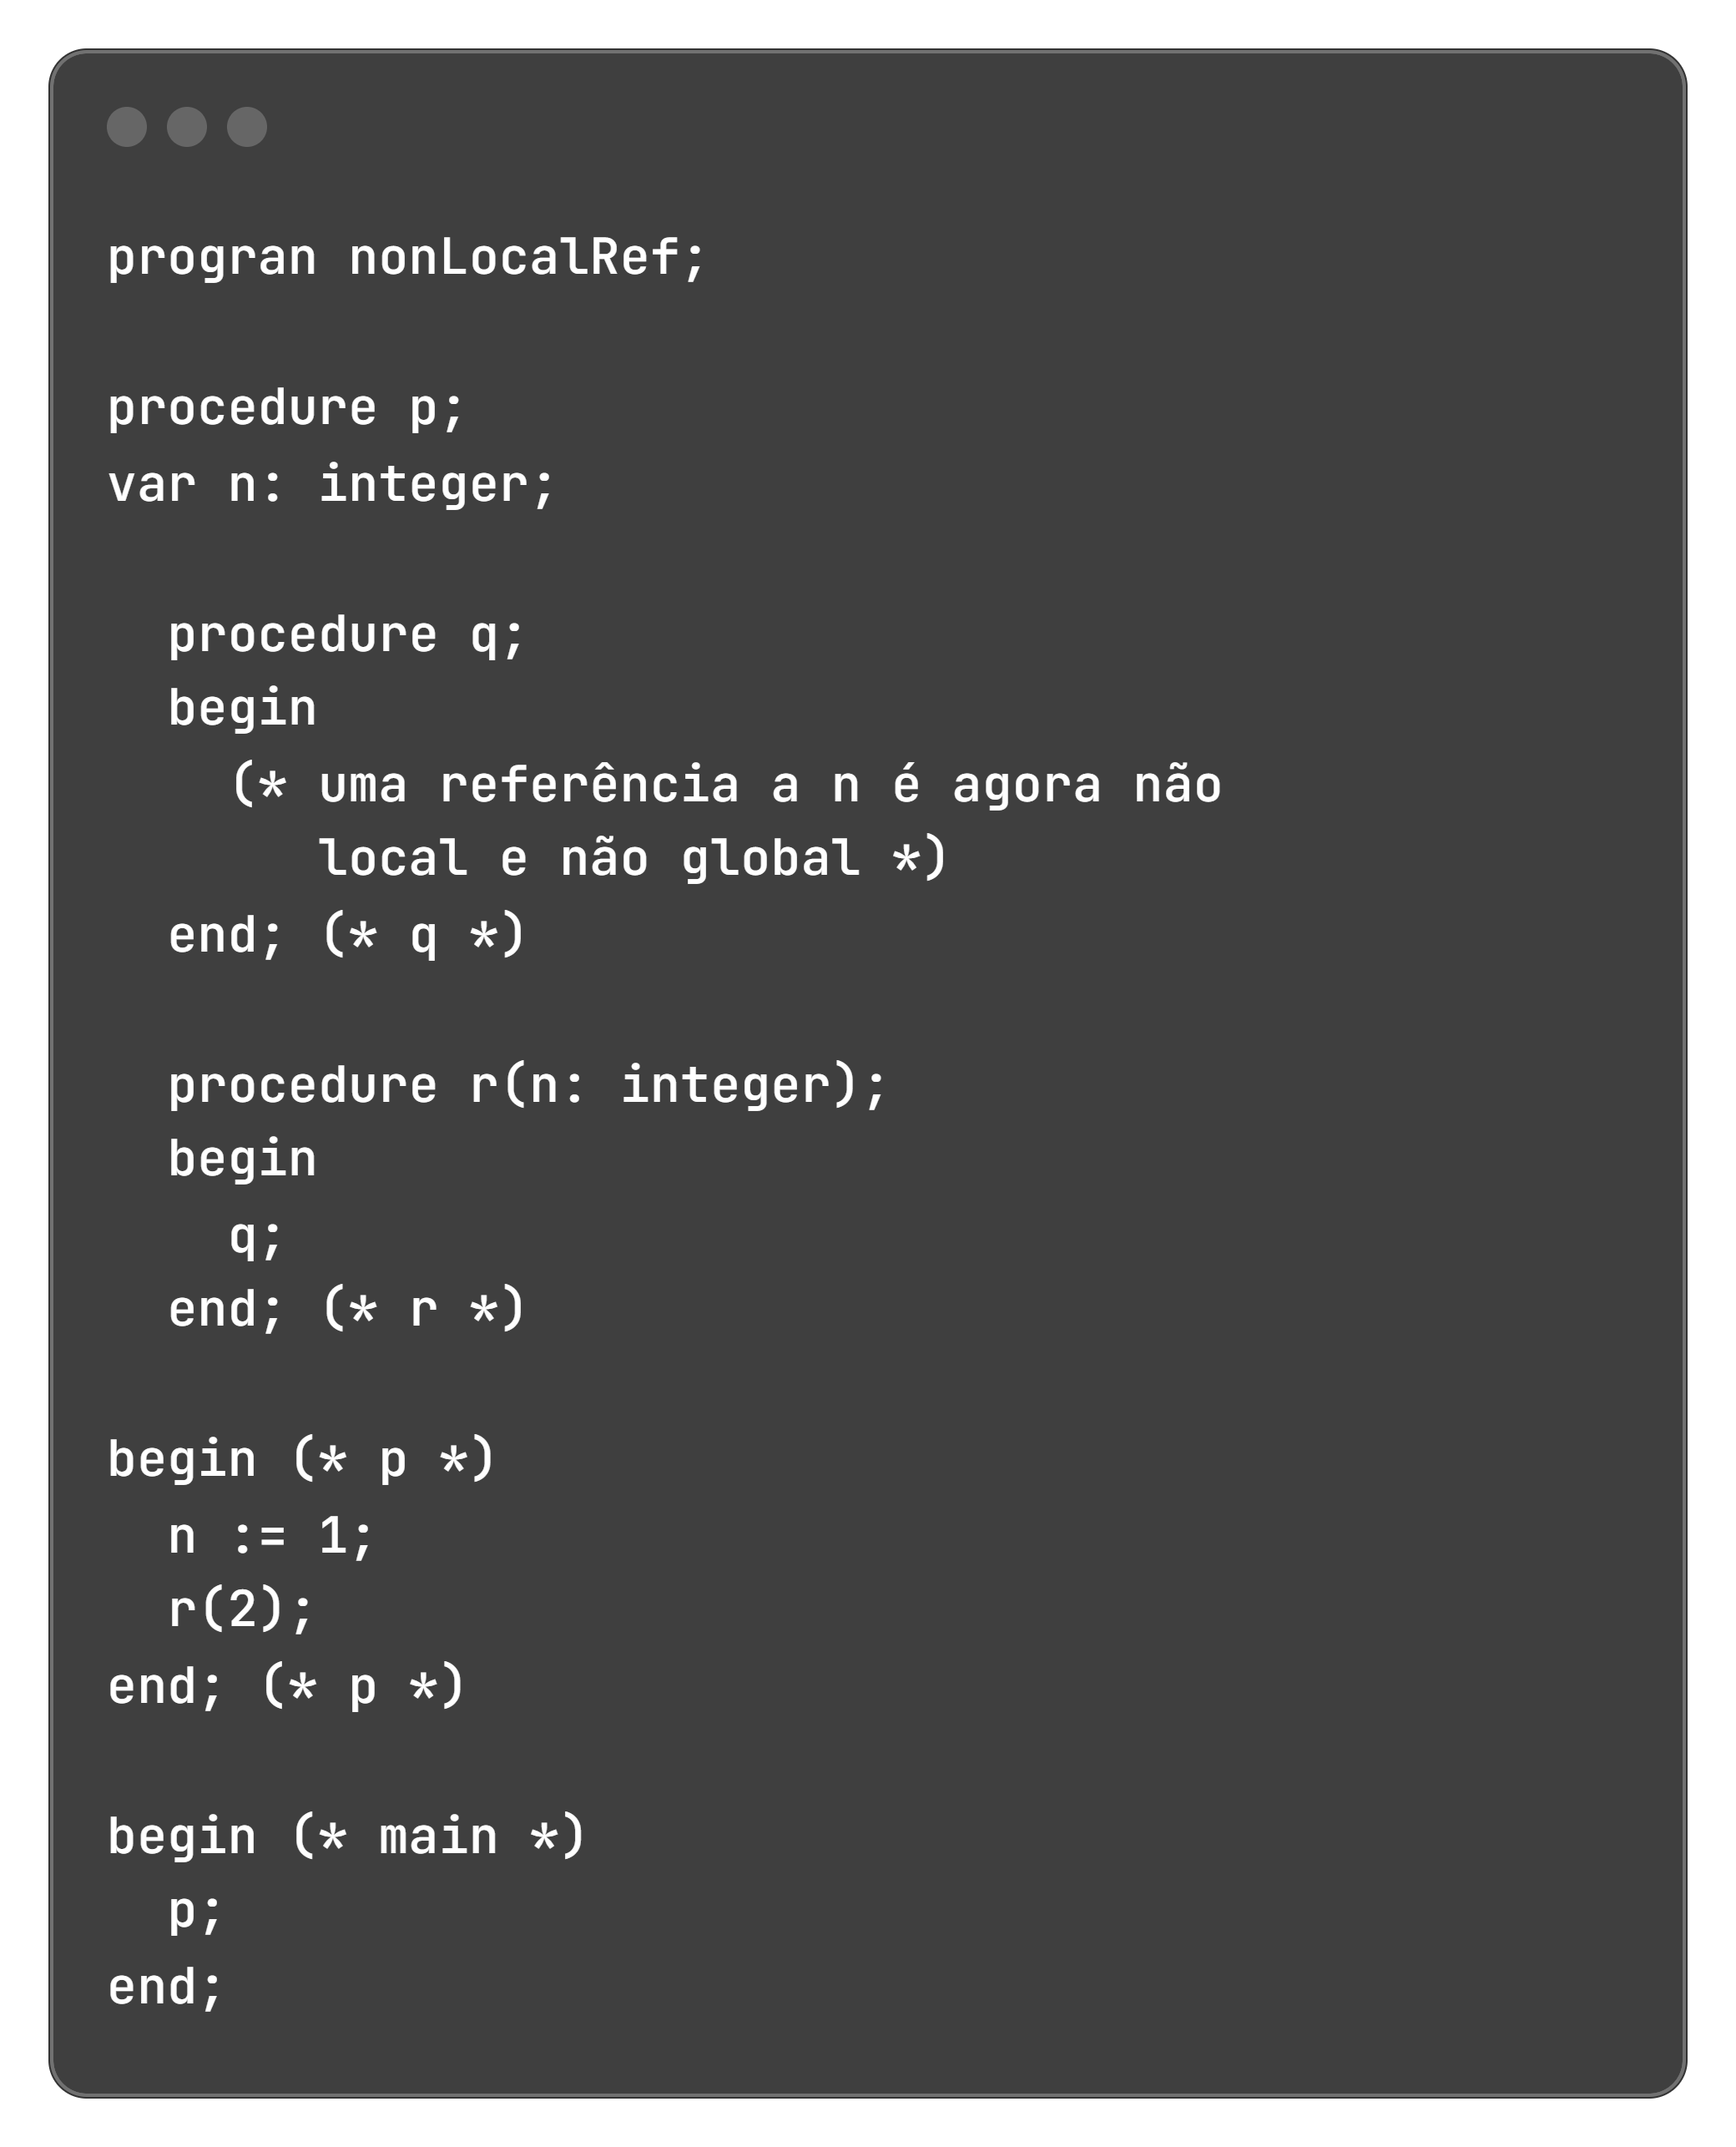 progran nonLocalRef;
procedure p;
var n: integer;
procedure q;
begin
(* uma referência a n é agora não
local e não global *)
end; (* q *)
procedure r(n: integer);
begin
q;
end; (* r *)
begin (* p *)
n := 1;
r(2);
end; (* p *)
begin (* main *)
p;
end;